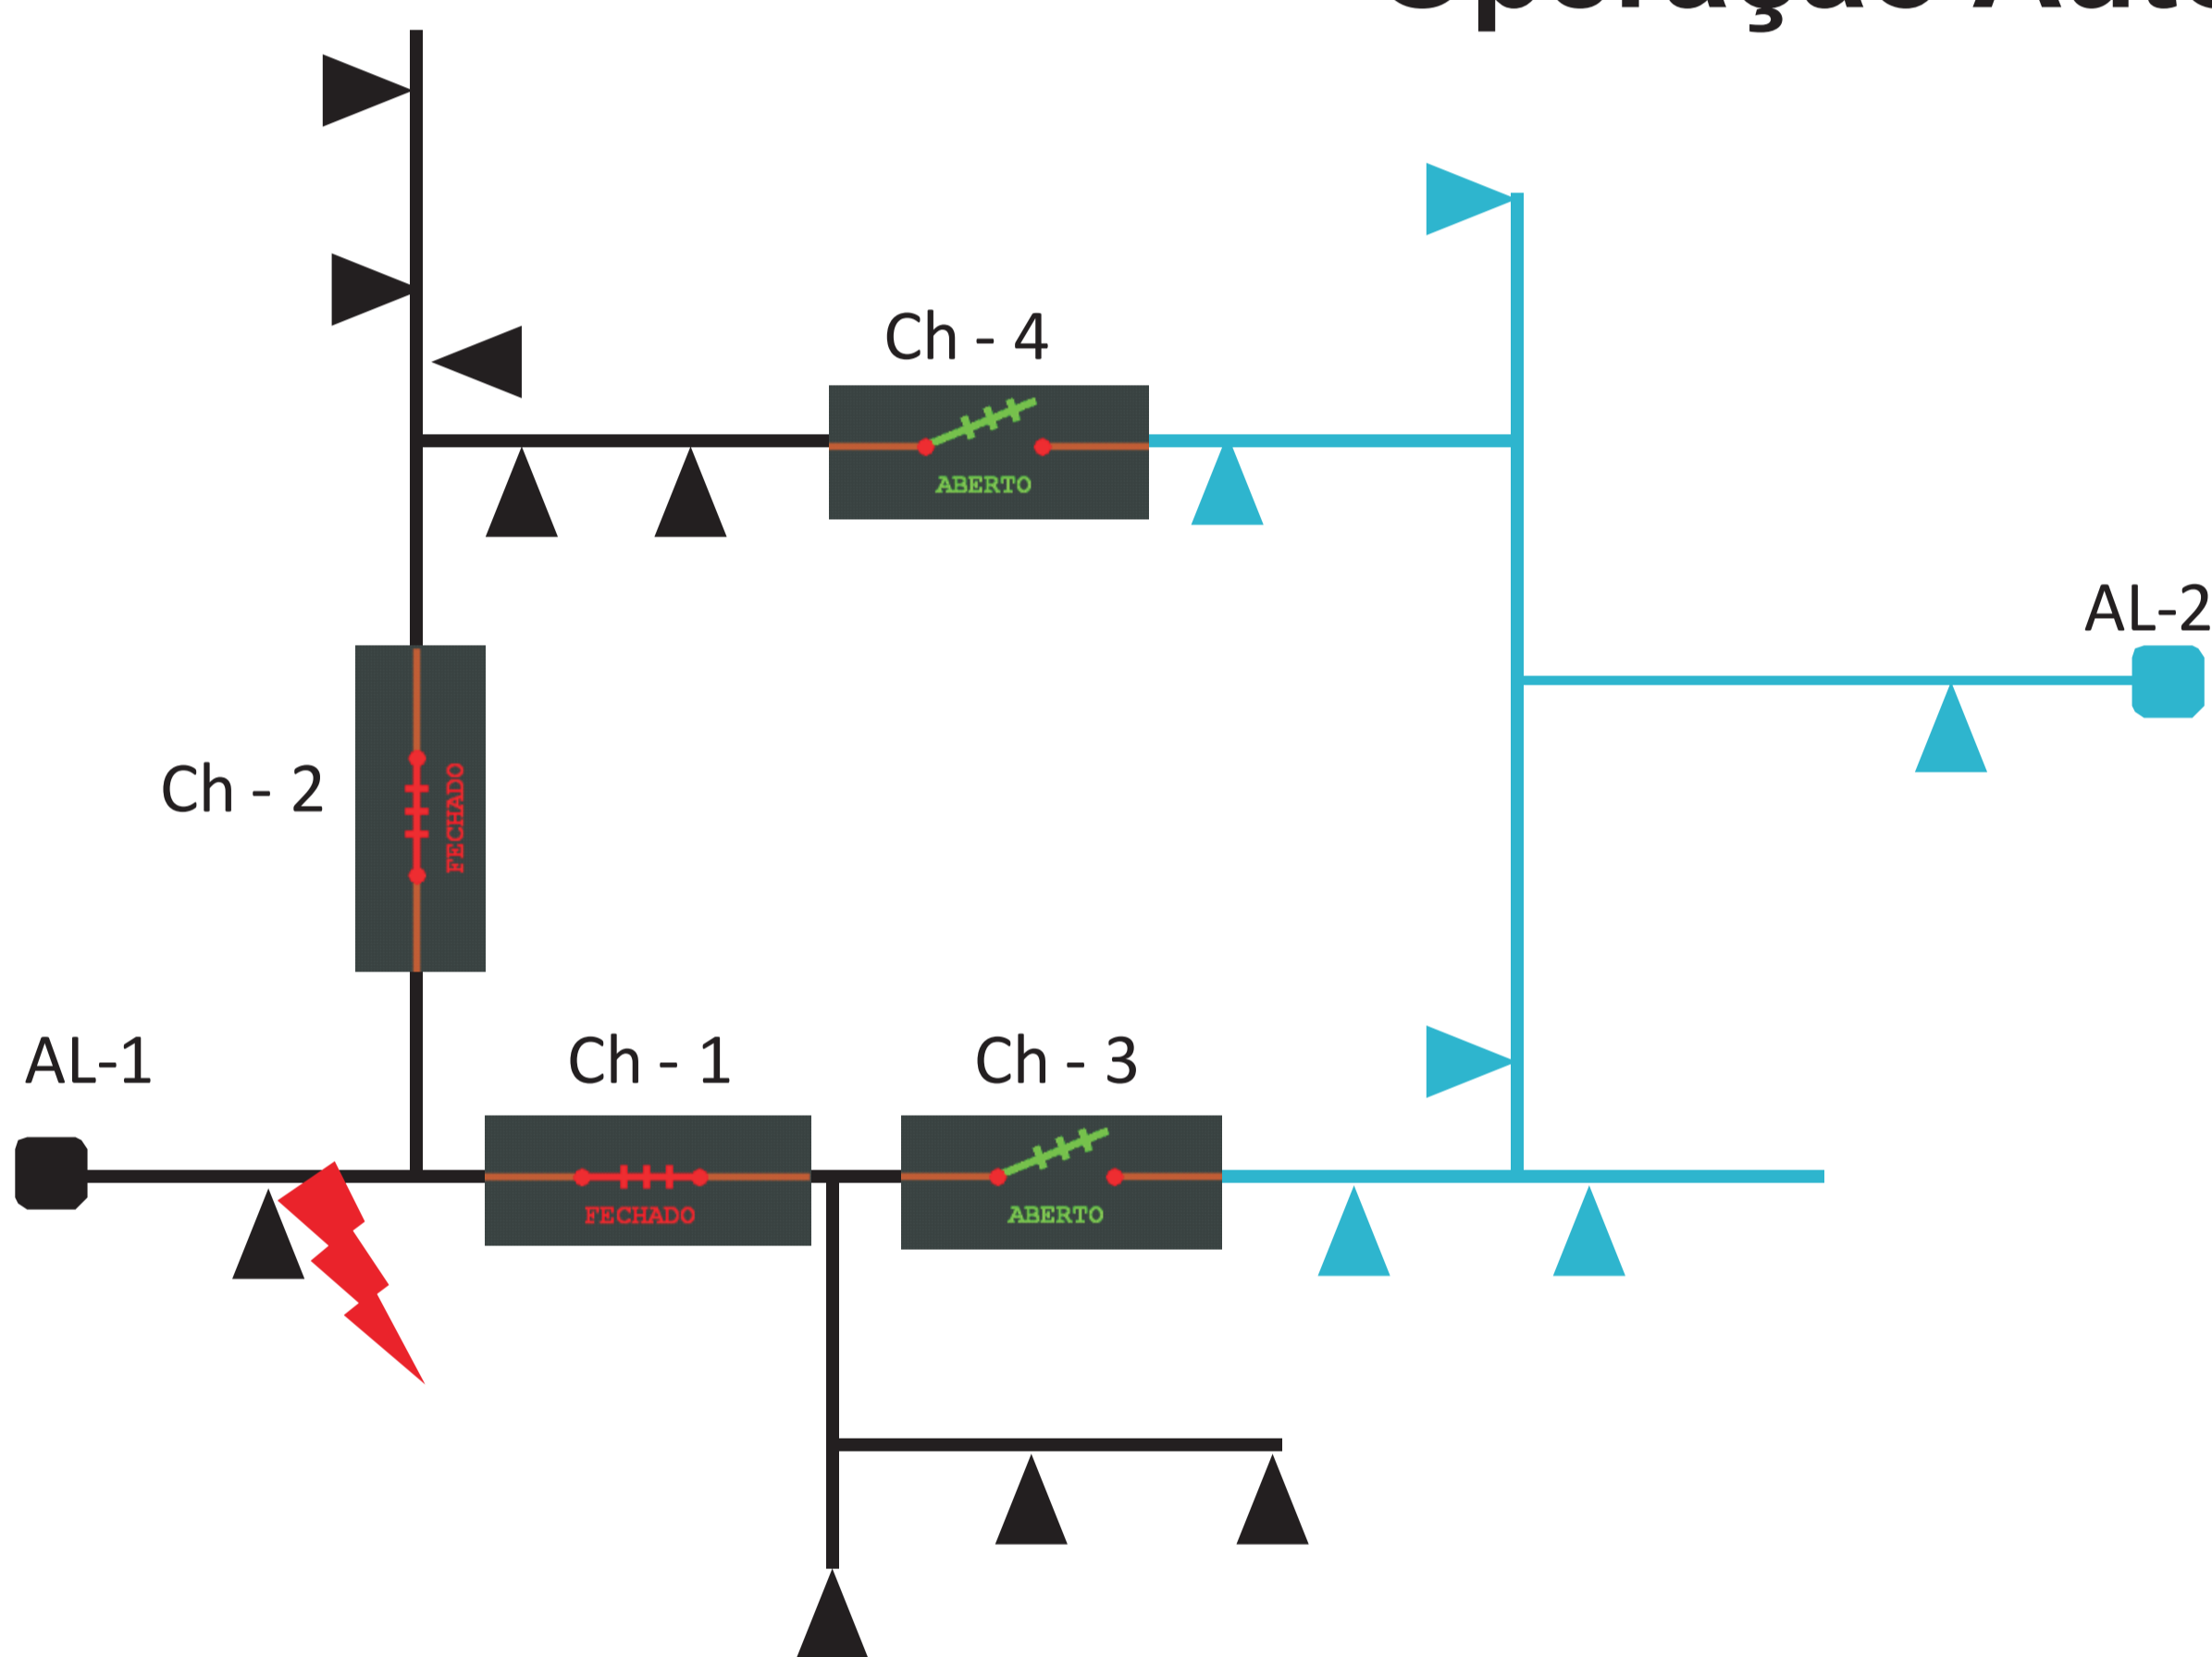 Ch - 4
ABERTO
AL-2
Ch - 2
FECHADO
AL-1
Ch - 1
Ch - 3
FECHADO
ABERTO